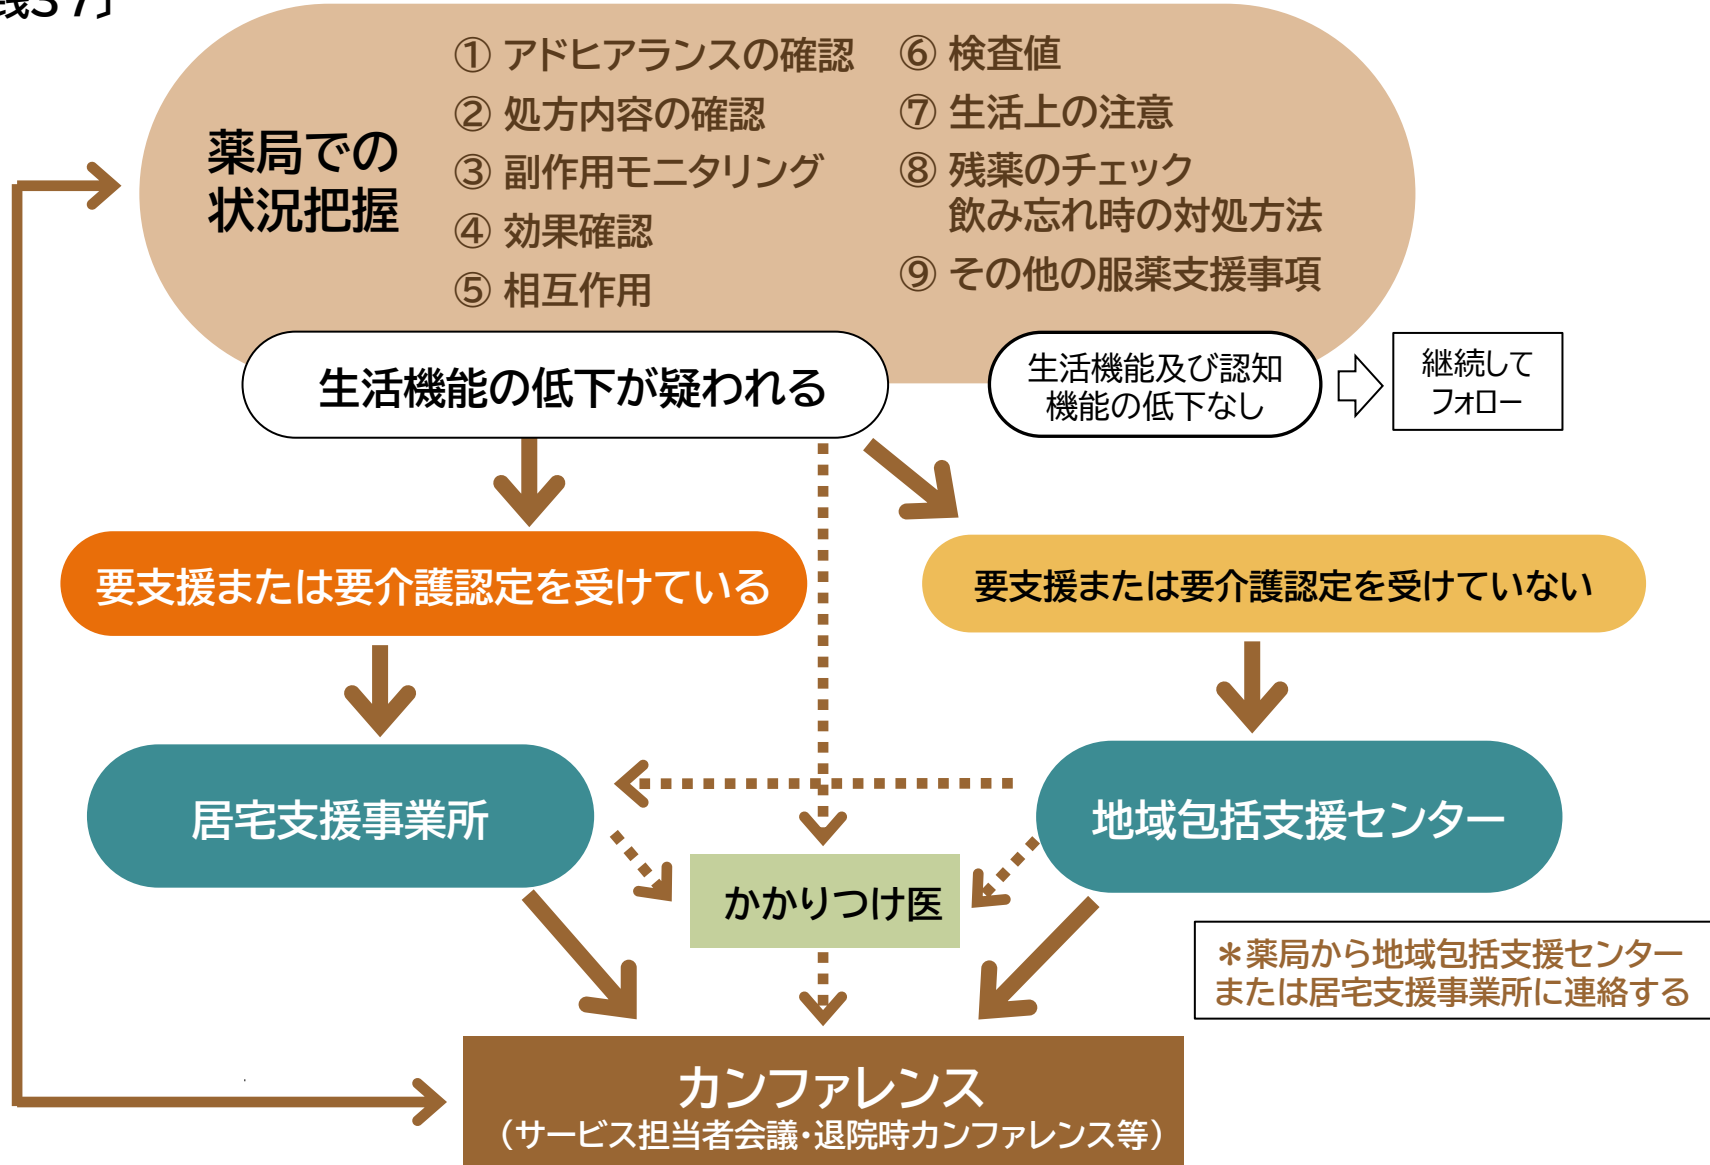 薬局での
状況把握
① アドヒアランスの確認
② 処方内容の確認
③ 副作用モニタリング
④ 効果確認
⑤ 相互作用
⑥ 検査値
⑦ 生活上の注意
⑧ 残薬のチェック
飲み忘れ時の対処方法
⑨ その他の服薬支援事項
生活機能の低下が疑われる
生活機能及び認知
機能の低下なし
継続して
フォロー
要支援または要介護認定を受けている
要支援または要介護認定を受けていない
居宅支援事業所
地域包括支援センター
かかりつけ医
＊薬局から地域包括支援センター
または居宅支援事業所に連絡する
カンファレンス
（サービス担当者会議・退院時カンファレンス等）